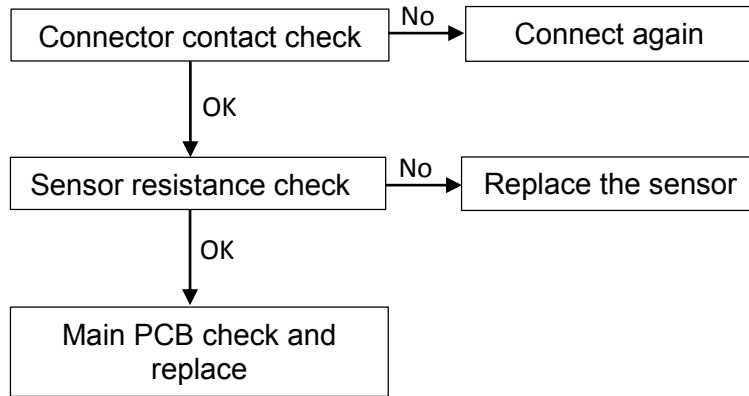 Connector contact check
No
Connect again
OK
Sensor resistance check
No
Replace the sensor
OK
Main PCB check and
replace